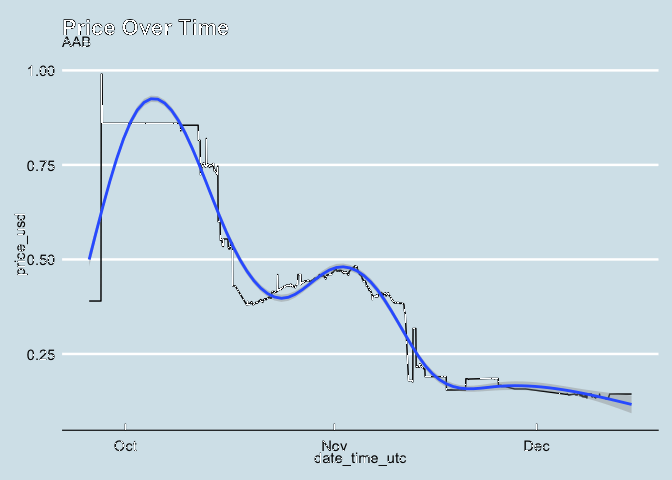 Price Over Time
AAB
1.00
0.75
0.50
0.25
price_usd
Oct Nov Dec
date_time_utc